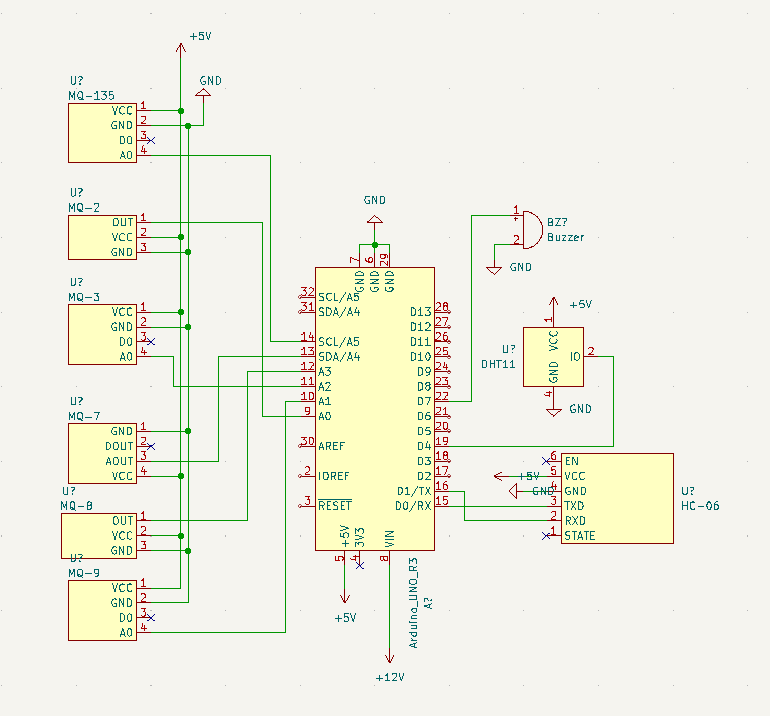 +5V
GND
U?
MQ-135
VCC 1
GND 2
D0 3
A0 4
U?
MQ-2
OUT 1
VCC 2
GND 3
U?
MQ-3
VCC 1
GND 2
D0 3
A0 4
U?
MQ-7
GND 1
DOUT 2
AOUT 3
VCC 4
U?
MQ-8
OUT 1
VCC 2
GND 3
U?
MQ-9
VCC 1
GND 2
D0 3
A0 4
GND
7 6 29
GND GND GND
32 SCL/A5
31 SDA/A4
14 SCL/A5
13 SDA/A4
12 A3
11 A2
10 A1
9 A0
30 AREF
2 IOREF
3 RESET
D13 28
D12 27
D11 26
D10 25
D9 24
D8 23
D7 22
D6 21
D5 20
D4 19
D3 18
D2 17
D1/TX 16
D0/RX 15
+5V 3V3 VIN
5 4 8
Arduino_UNO_R3
A?
+5V
+12V
1
+
2
BZ?
Buzzer
GND
+5V
1
VCC
U?
DHT11
IO 2
GND
4
GND
+5V
GND
6 EN
5 VCC
4 GND
3 TXD
2 RXD
1 STATE
U?
HC-06